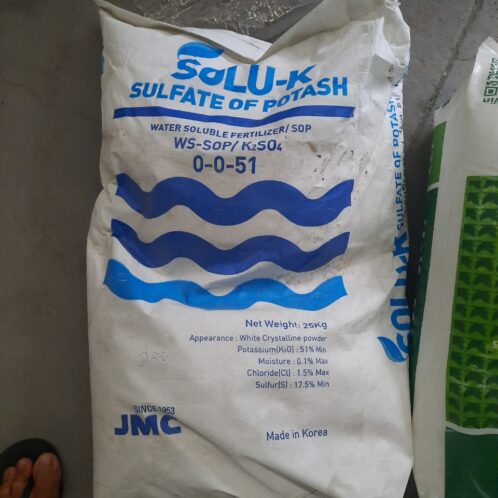 SOLU-K
SULFATE OF POTASH
WATER SOLUBLE FERTILIZER/ SOP
WS-SOP/ K₂SO₄
0-0-51
Net Weight: 25Kg
Appearance : White Crystalline powder
Potassium(K₂O) : 51% Min
Moisture : 0.1% Max
Chloride(Cl) : 1.5% Max
Sulfur(S) : 17.5% Min
SINCE 1953
JMC
Made in Korea
SOLU-K
SULFATE OF POTASH